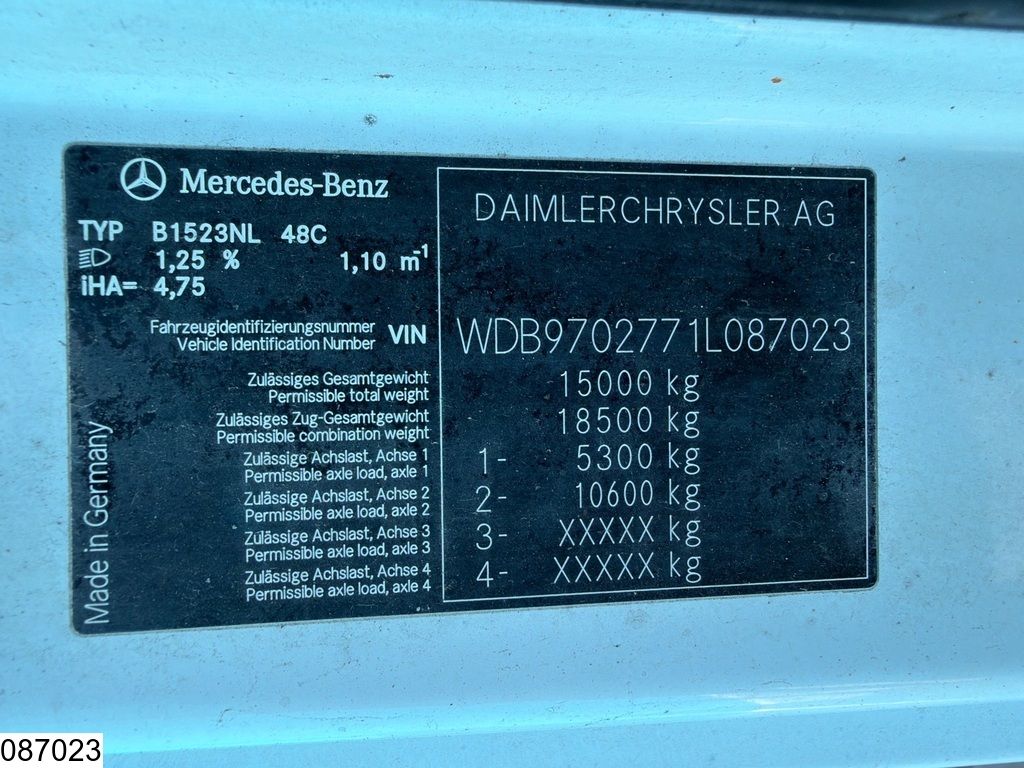 Mercedes-Benz
TYP B1523NL 48C
1,25 % 1,10 m⁻¹
iHA= 4,75
DAIMLERCHRYSLER AG
Fahrzeugidentifizierungsnummer
Vehicle Identification Number VIN WDB9702771L087023
Zulässiges Gesamtgewicht
Permissible total weight 15000 kg
Zulässiges Zug-Gesamtgewicht
Permissible combination weight 18500 kg
Zulässige Achslast, Achse 1
Permissible axle load, axle 1 1- 5300 kg
Zulässige Achslast, Achse 2
Permissible axle load, axle 2 2- 10600 kg
Zulässige Achslast, Achse 3
Permissible axle load, axle 3 3- XXXXX kg
Zulässige Achslast, Achse 4
Permissible axle load, axle 4 4- XXXXX kg
Made in Germany
087023